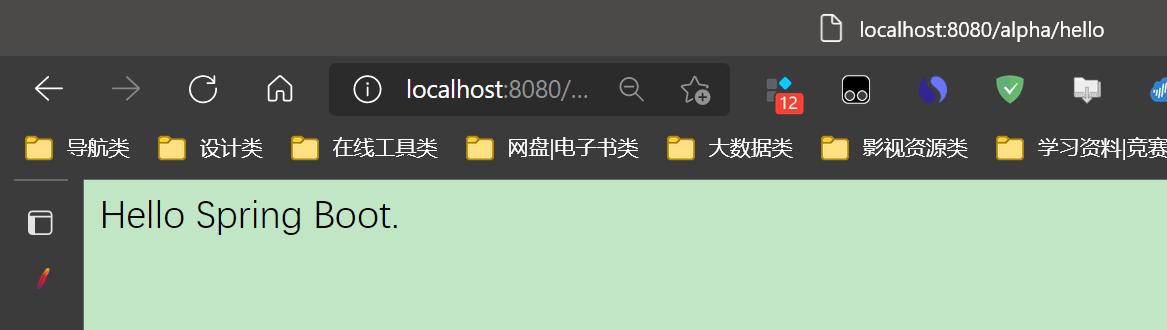 localhost:8080/alpha/hello
localhost:8080/...
12
导航类 设计类 在线工具类 网盘|电子书类 大数据类 影视资源类 学习资料|竞赛
Hello Spring Boot.